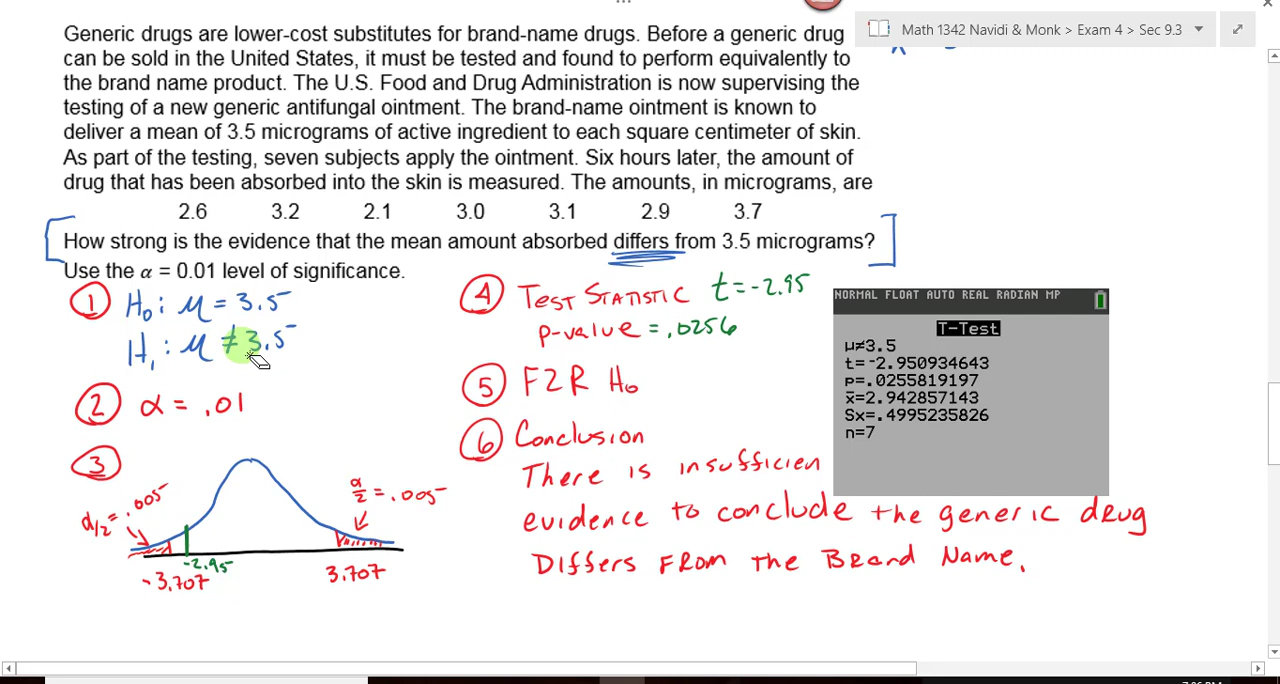 Math 1342 Navidi & Monk > Exam 4 > Sec 9.3
Generic drugs are lower-cost substitutes for brand-name drugs. Before a generic drug
can be sold in the United States, it must be tested and found to perform equivalently to
the brand name product. The U.S. Food and Drug Administration is now supervising the
testing of a new generic antifungal ointment. The brand-name ointment is known to
deliver a mean of 3.5 micrograms of active ingredient to each square centimeter of skin.
As part of the testing, seven subjects apply the ointment. Six hours later, the amount of
drug that has been absorbed into the skin is measured. The amounts, in micrograms, are
2.6 3.2 2.1 3.0 3.1 2.9 3.7
How strong is the evidence that the mean amount absorbed differs from 3.5 micrograms?
Use the α = 0.01 level of significance.
① H₀: μ = 3.5
H₁: μ ≠ 3.5
② α = .01
③
α/2 = .005
α/2 = .005
-2.95
-3.707
3.707
④ Test Statistic t = -2.95
p-value = .0256
⑤ F2R H₀
⑥ Conclusion
There is insufficien
evidence to conclude the generic drug
Differs From the Brand Name.
NORMAL FLOAT AUTO REAL RADIAN MP
T-Test
μ≠3.5
t=-2.950934643
p=.0255819197
x̄=2.942857143
Sx=.4995235826
n=7